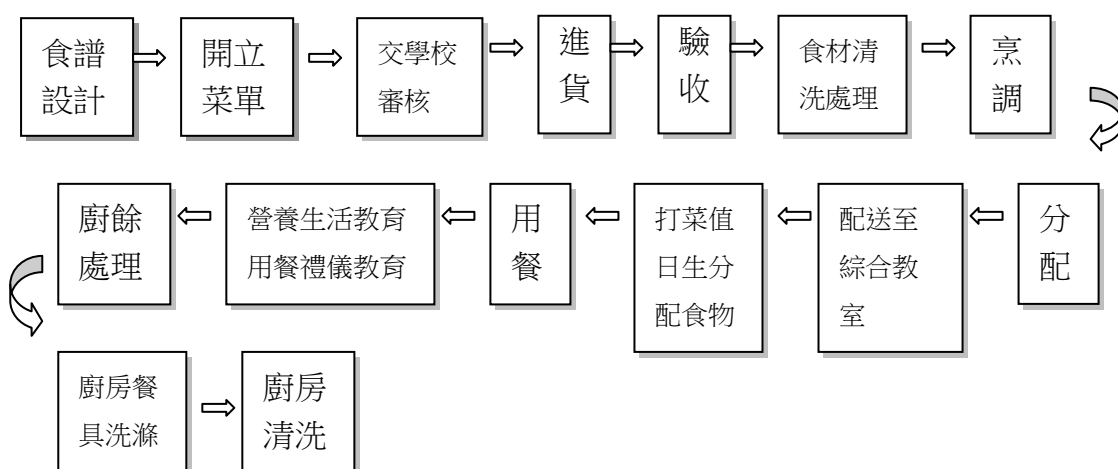 食譜
設計
開立
菜單
交學校
審核
進
貨
驗
收
食材清
洗處理
烹
調
分
配
配送至
綜合教
室
打菜值
日生分
配食物
用
餐
營養生活教育
用餐禮儀教育
廚餘
處理
廚房餐
具洗滌
廚房
清洗